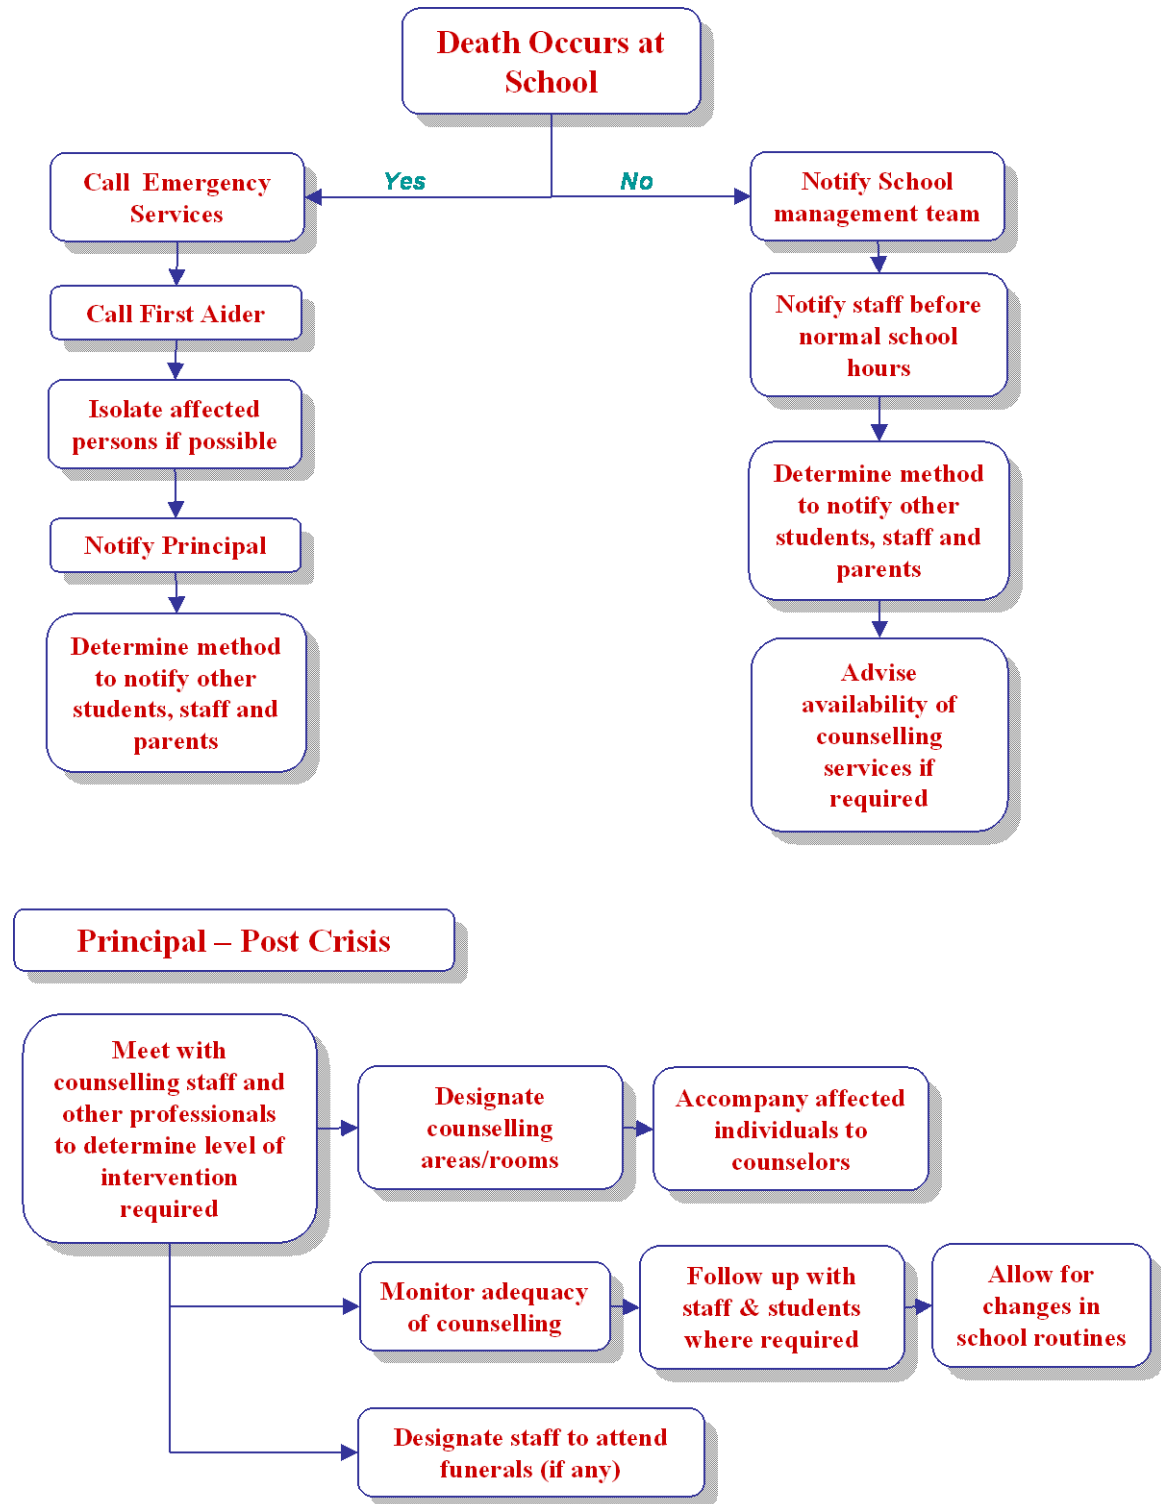 Death Occurs at
School
Yes
No
Call Emergency
Services
Call First Aider
Isolate affected
persons if possible
Notify Principal
Determine method
to notify other
students, staff and
parents
Notify School
management team
Notify staff before
normal school
hours
Determine method
to notify other
students, staff and
parents
Advise
availability of
counselling
services if
required
Principal – Post Crisis
Meet with
counselling staff and
other professionals
to determine level of
intervention
required
Designate
counselling
areas/rooms
Accompany affected
individuals to
counselors
Monitor adequacy
of counselling
Follow up with
staff & students
where required
Allow for
changes in
school routines
Designate staff to attend
funerals (if any)